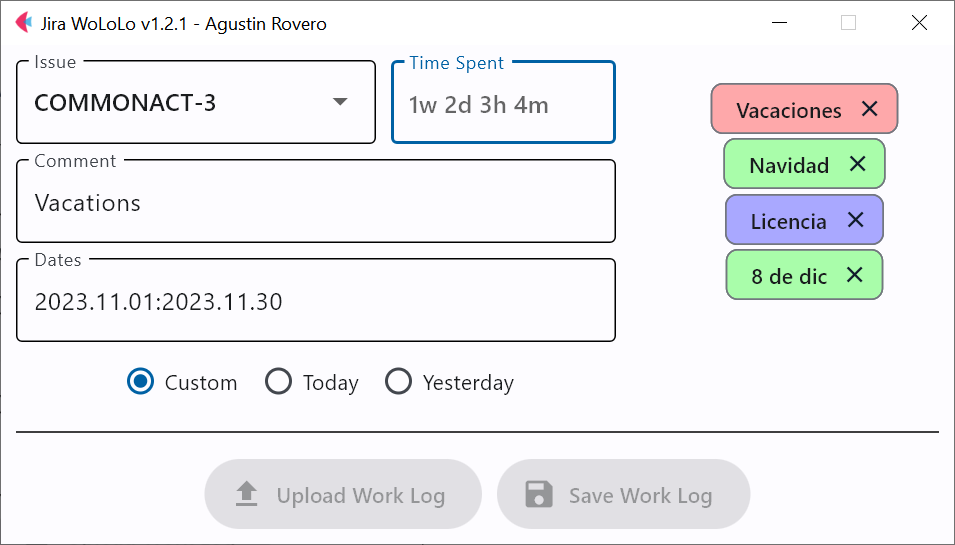 Jira WoLoLo v1.2.1 - Agustin Rovero
Issue
COMMONACT-3
Time Spent
1w 2d 3h 4m
Comment
Vacations
Dates
2023.11.01:2023.11.30
Custom
Today
Yesterday
Vacaciones
Navidad
Licencia
8 de dic
Upload Work Log
Save Work Log